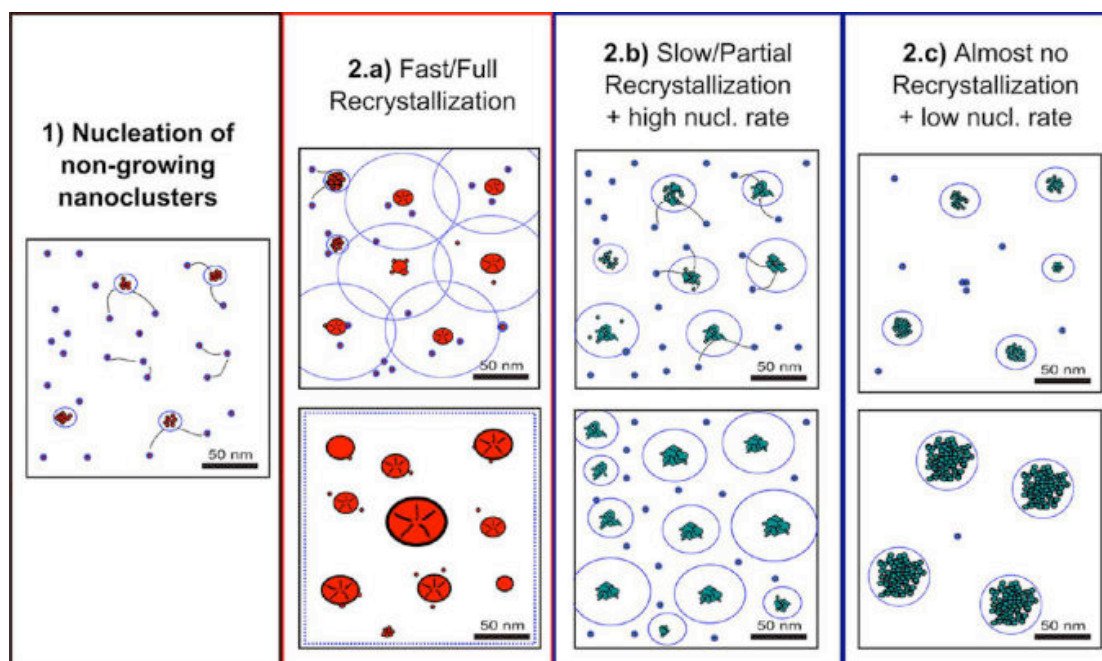 1) Nucleation of
non-growing
nanoclusters
50 nm
2.a) Fast/Full
Recrystallization
50 nm
50 nm
2.b) Slow/Partial
Recrystallization
+ high nucl. rate
50 nm
50 nm
2.c) Almost no
Recrystallization
+ low nucl. rate
50 nm
50 nm